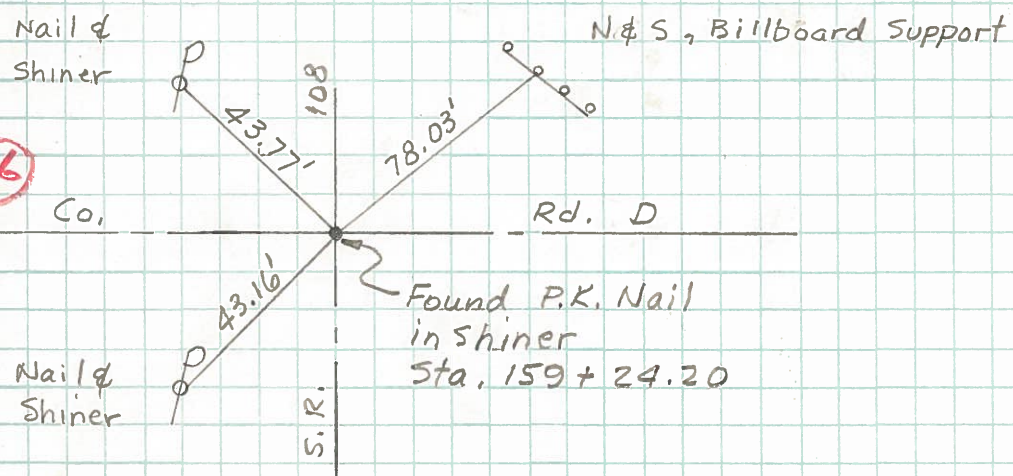 Nail &
Shiner
N & S, Billboard Support
108
43.77'
78.03'
6
Co. Rd. D
43.16'
Found P.K. Nail
in Shiner
Sta. 159 + 24.20
Nail &
Shiner
S.R.